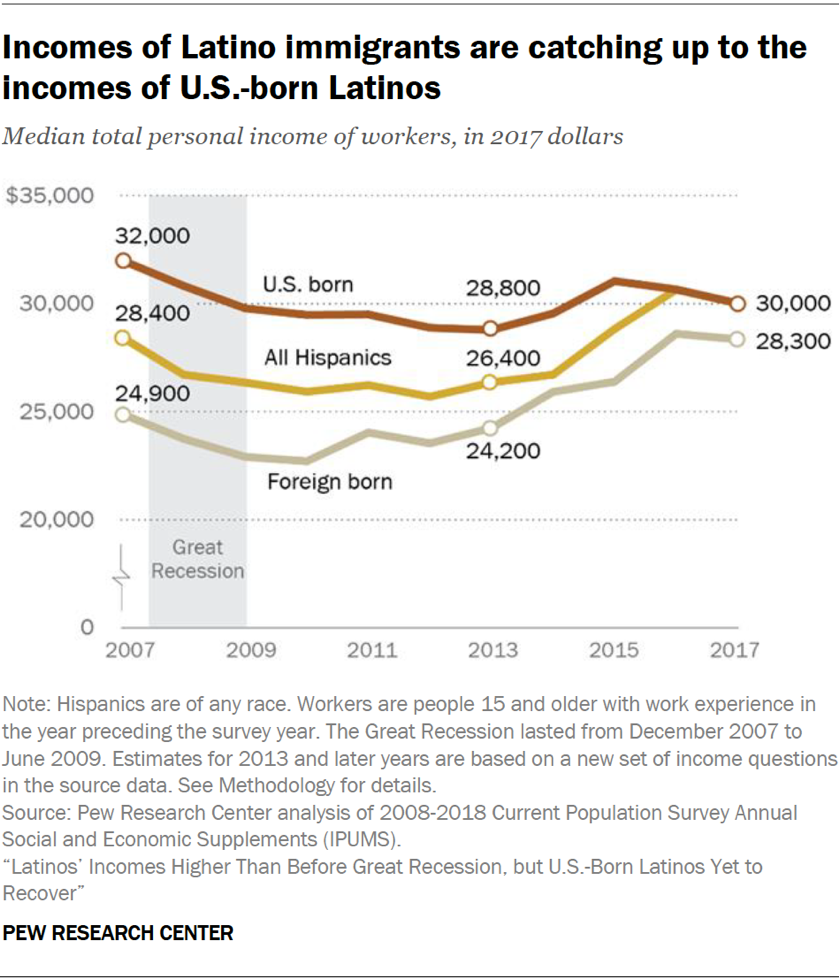 Incomes of Latino immigrants are catching up to the
incomes of U.S.-born Latinos
Median total personal income of workers, in 2017 dollars
$35,000
32,000
U.S. born
28,800
30,000
30,000
28,400
28,300
All Hispanics
26,400
24,900
25,000
24,200
Foreign born
20,000
Great
Recession
0
2007 2009 2011 2013 2015 2017
Note: Hispanics are of any race. Workers are people 15 and older with work experience in
the year preceding the survey year. The Great Recession lasted from December 2007 to
June 2009. Estimates for 2013 and later years are based on a new set of income questions
in the source data. See Methodology for details.
Source: Pew Research Center analysis of 2008-2018 Current Population Survey Annual
Social and Economic Supplements (IPUMS).
“Latinos’ Incomes Higher Than Before Great Recession, but U.S.-Born Latinos Yet to
Recover”
PEW RESEARCH CENTER